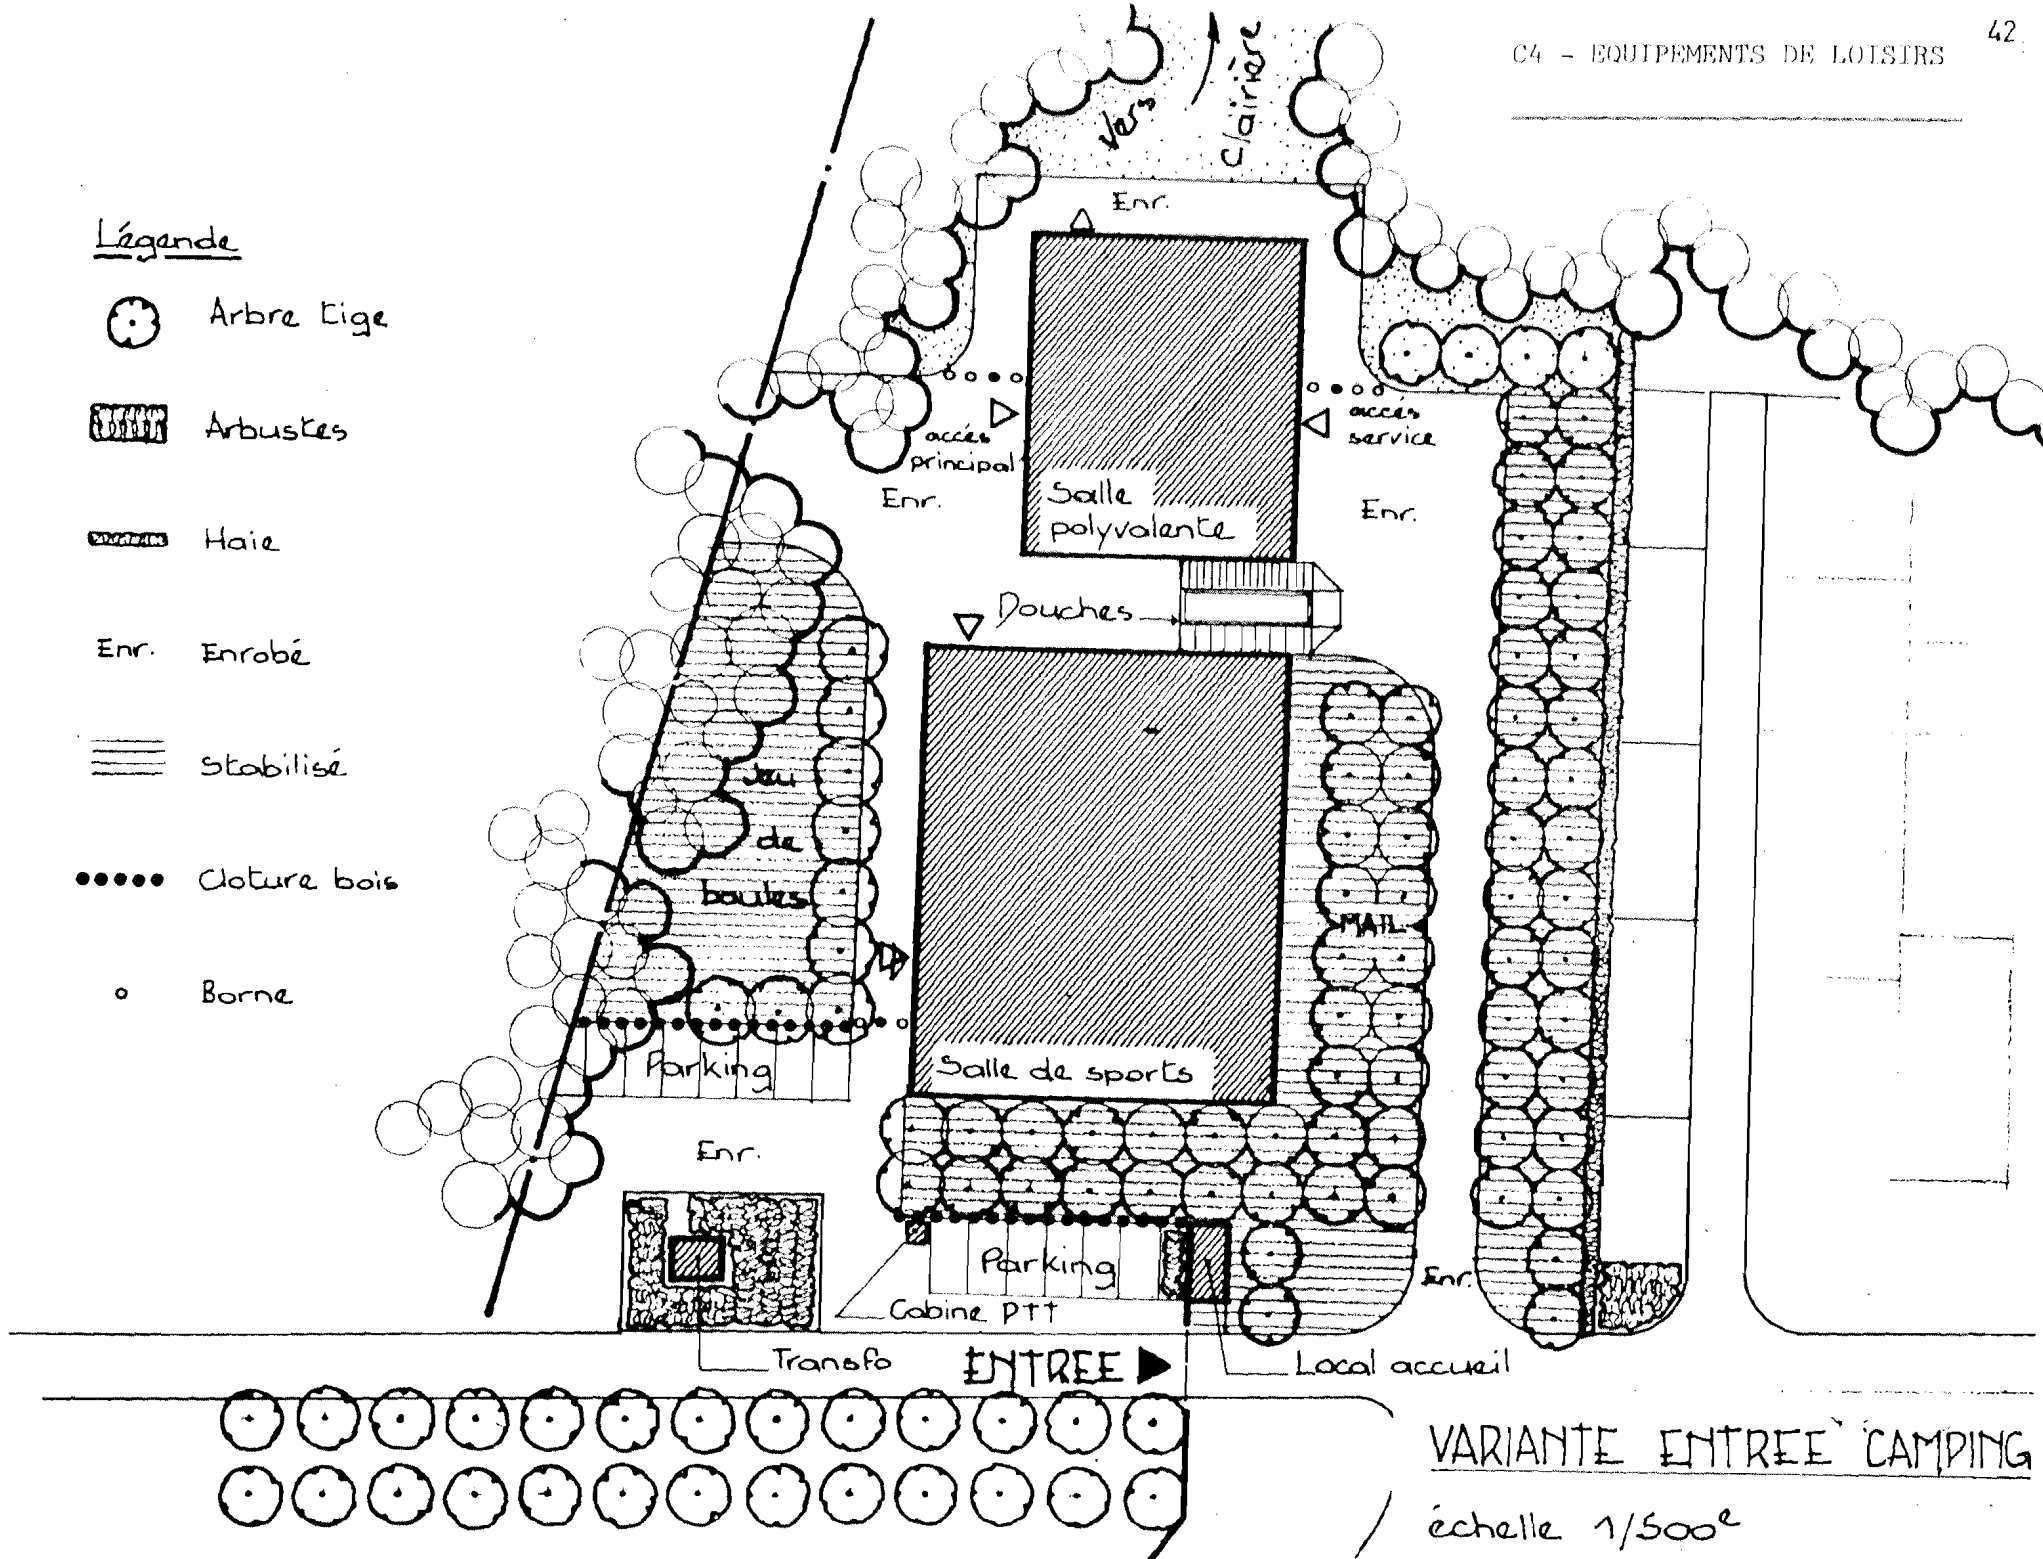 42
C4 - EQUIPEMENTS DE LOISIRS
Vers
Clairière
Enr.
Légende
Arbre tige
Arbustes
Haie
Enr. Enrobé
Stabilisé
Cloture bois
Borne
accès
principal
accès
service
Enr.
Enr.
Salle
polyvalente
Douches
Jeu
de
boules
MAIL
Salle de sports
Parking
Enr.
Parking
Enr.
Cabine PTT
Transfo
ENTREE
Local accueil
VARIANTE ENTREE CAMPING
échelle 1/500e